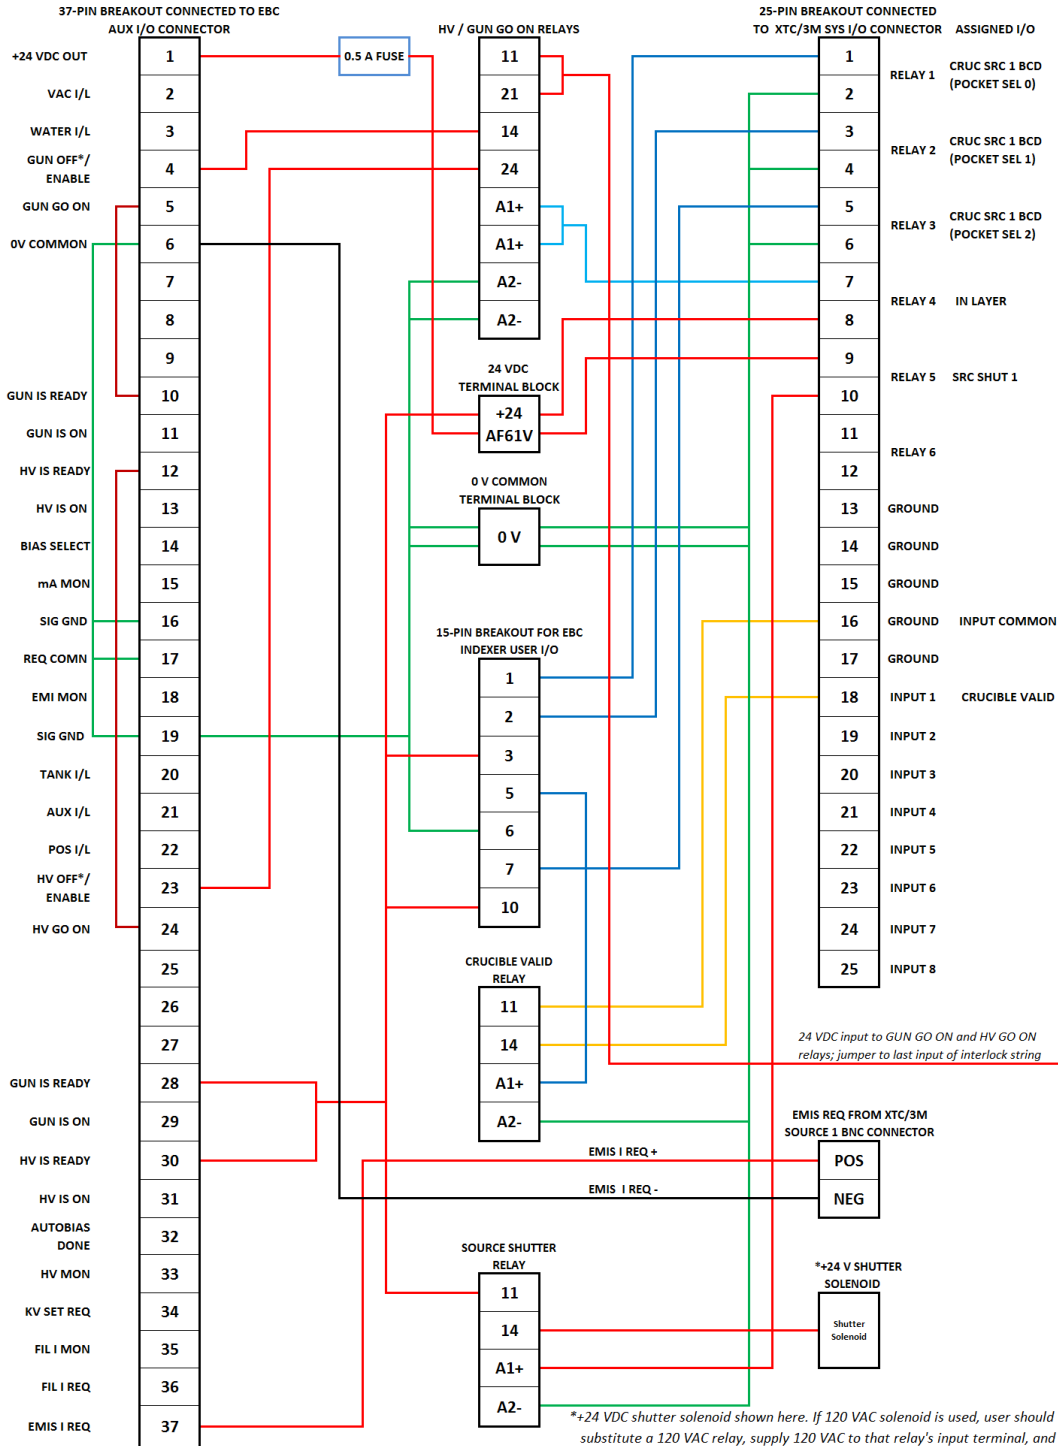 37-PIN BREAKOUT CONNECTED TO EBC
AUX I/O CONNECTOR
+24 VDC OUT
1
VAC I/L
2
WATER I/L
3
GUN OFF*/
ENABLE
4
GUN GO ON
5
0V COMMON
6
7
8
9
GUN IS READY
10
GUN IS ON
11
HV IS READY
12
HV IS ON
13
BIAS SELECT
14
mA MON
15
SIG GND
16
REQ COMN
17
EMI MON
18
SIG GND
19
TANK I/L
20
AUX I/L
21
POS I/L
22
HV OFF*/
ENABLE
23
HV GO ON
24
25
26
27
GUN IS READY
28
GUN IS ON
29
HV IS READY
30
HV IS ON
31
AUTOBIAS
DONE
32
HV MON
33
KV SET REQ
34
FIL I MON
35
FIL I REQ
36
EMIS I REQ
37
0.5 A FUSE
HV / GUN GO ON RELAYS
11
21
14
24
A1+
A1+
A2-
A2-
24 VDC
TERMINAL BLOCK
+24
AF61V
0 V COMMON
TERMINAL BLOCK
0 V
15-PIN BREAKOUT FOR EBC
INDEXER USER I/O
1
2
3
5
6
7
10
CRUCIBLE VALID
RELAY
11
14
A1+
A2-
EMIS I REQ +
EMIS I REQ -
SOURCE SHUTTER
RELAY
11
14
A1+
A2-
25-PIN BREAKOUT CONNECTED
TO XTC/3M SYS I/O CONNECTOR
ASSIGNED I/O
1
RELAY 1
CRUC SRC 1 BCD
(POCKET SEL 0)
2
3
RELAY 2
CRUC SRC 1 BCD
(POCKET SEL 1)
4
5
RELAY 3
CRUC SRC 1 BCD
(POCKET SEL 2)
6
7
RELAY 4
IN LAYER
8
9
RELAY 5
SRC SHUT 1
10
11
RELAY 6
12
13
GROUND
14
GROUND
15
GROUND
16
GROUND
INPUT COMMON
17
GROUND
18
INPUT 1
CRUCIBLE VALID
19
INPUT 2
20
INPUT 3
21
INPUT 4
22
INPUT 5
23
INPUT 6
24
INPUT 7
25
INPUT 8
24 VDC input to GUN GO ON and HV GO ON
relays; jumper to last input of interlock string
EMIS REQ FROM XTC/3M
SOURCE 1 BNC CONNECTOR
POS
NEG
*+24 V SHUTTER
SOLENOID
Shutter
Solenoid
*+24 VDC shutter solenoid shown here. If 120 VAC solenoid is used, user should
substitute a 120 VAC relay, supply 120 VAC to that relay's input terminal, and